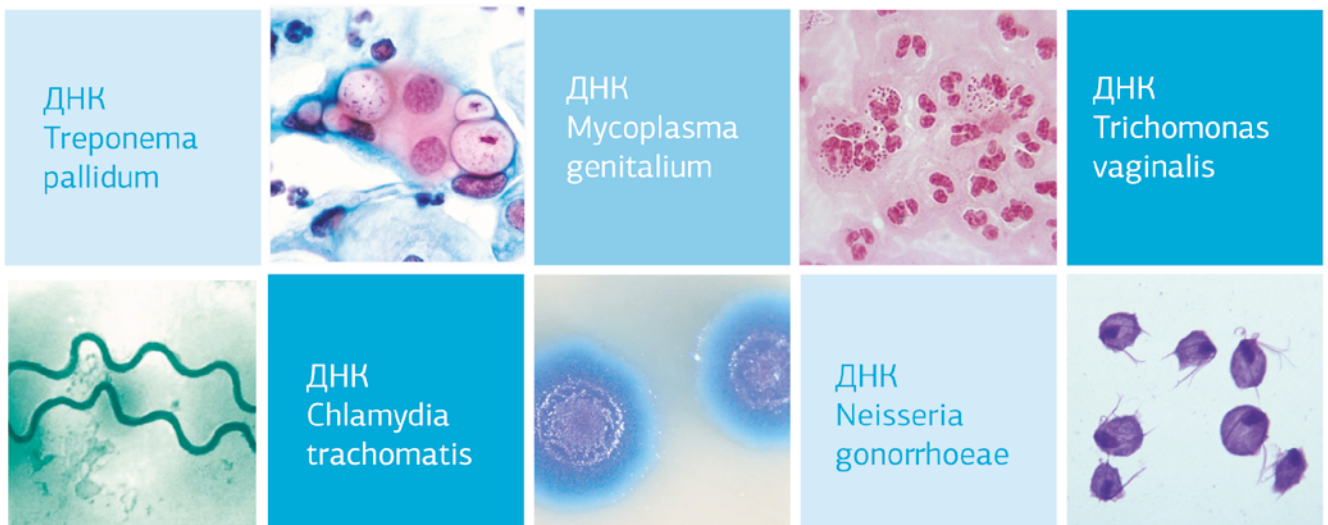 ДНК
Treponema
pallidum
ДНК
Mycoplasma
genitalium
ДНК
Trichomonas
vaginalis
ДНК
Chlamydia
trachomatis
ДНК
Neisseria
gonorrhoeae